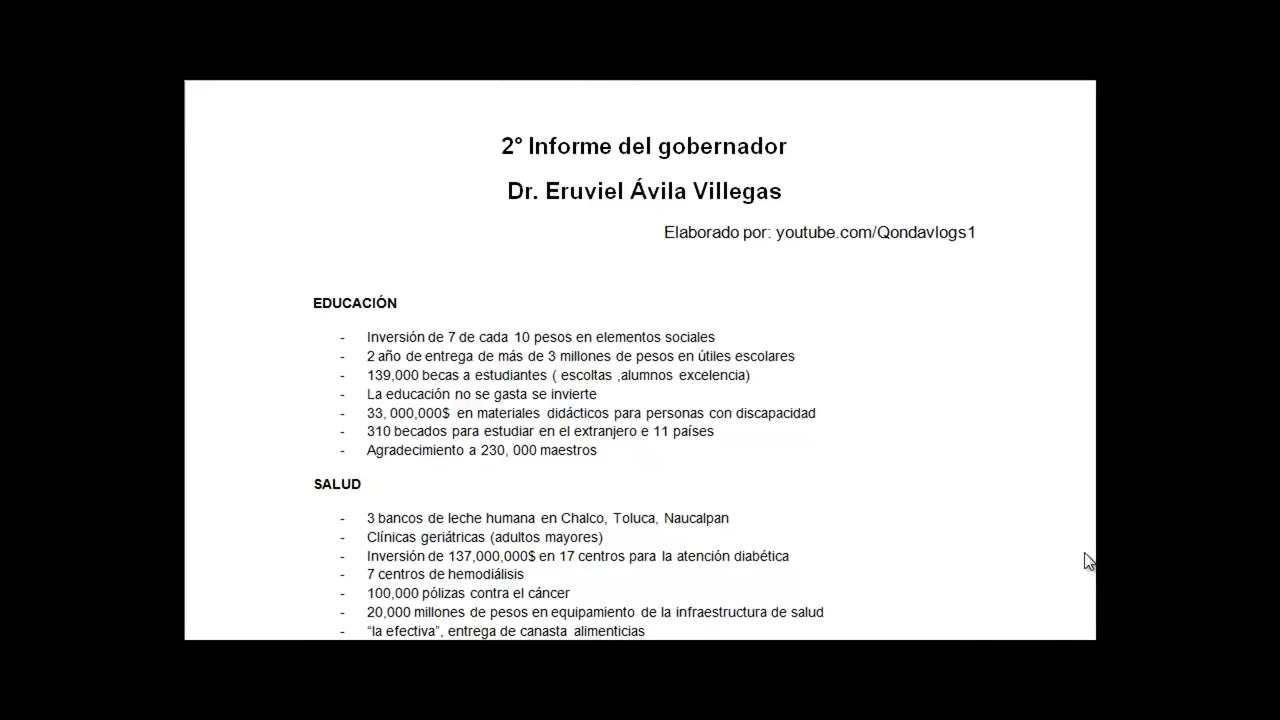 2° Informe del gobernador
Dr. Eruviel Ávila Villegas
Elaborado por: youtube.com/Qondavlogs1
EDUCACIÓN
- Inversión de 7 de cada 10 pesos en elementos sociales
- 2 año de entrega de más de 3 millones de pesos en útiles escolares
- 139,000 becas a estudiantes ( escoltas ,alumnos excelencia)
- La educación no se gasta se invierte
- 33, 000,000$ en materiales didácticos para personas con discapacidad
- 310 becados para estudiar en el extranjero e 11 países
- Agradecimiento a 230, 000 maestros
SALUD
- 3 bancos de leche humana en Chalco, Toluca, Naucalpan
- Clínicas geriátricas (adultos mayores)
- Inversión de 137,000,000$ en 17 centros para la atención diabética
- 7 centros de hemodiálisis
- 100,000 pólizas contra el cáncer
- 20,000 millones de pesos en equipamiento de la infraestructura de salud
- “la efectiva”, entrega de canasta alimenticias